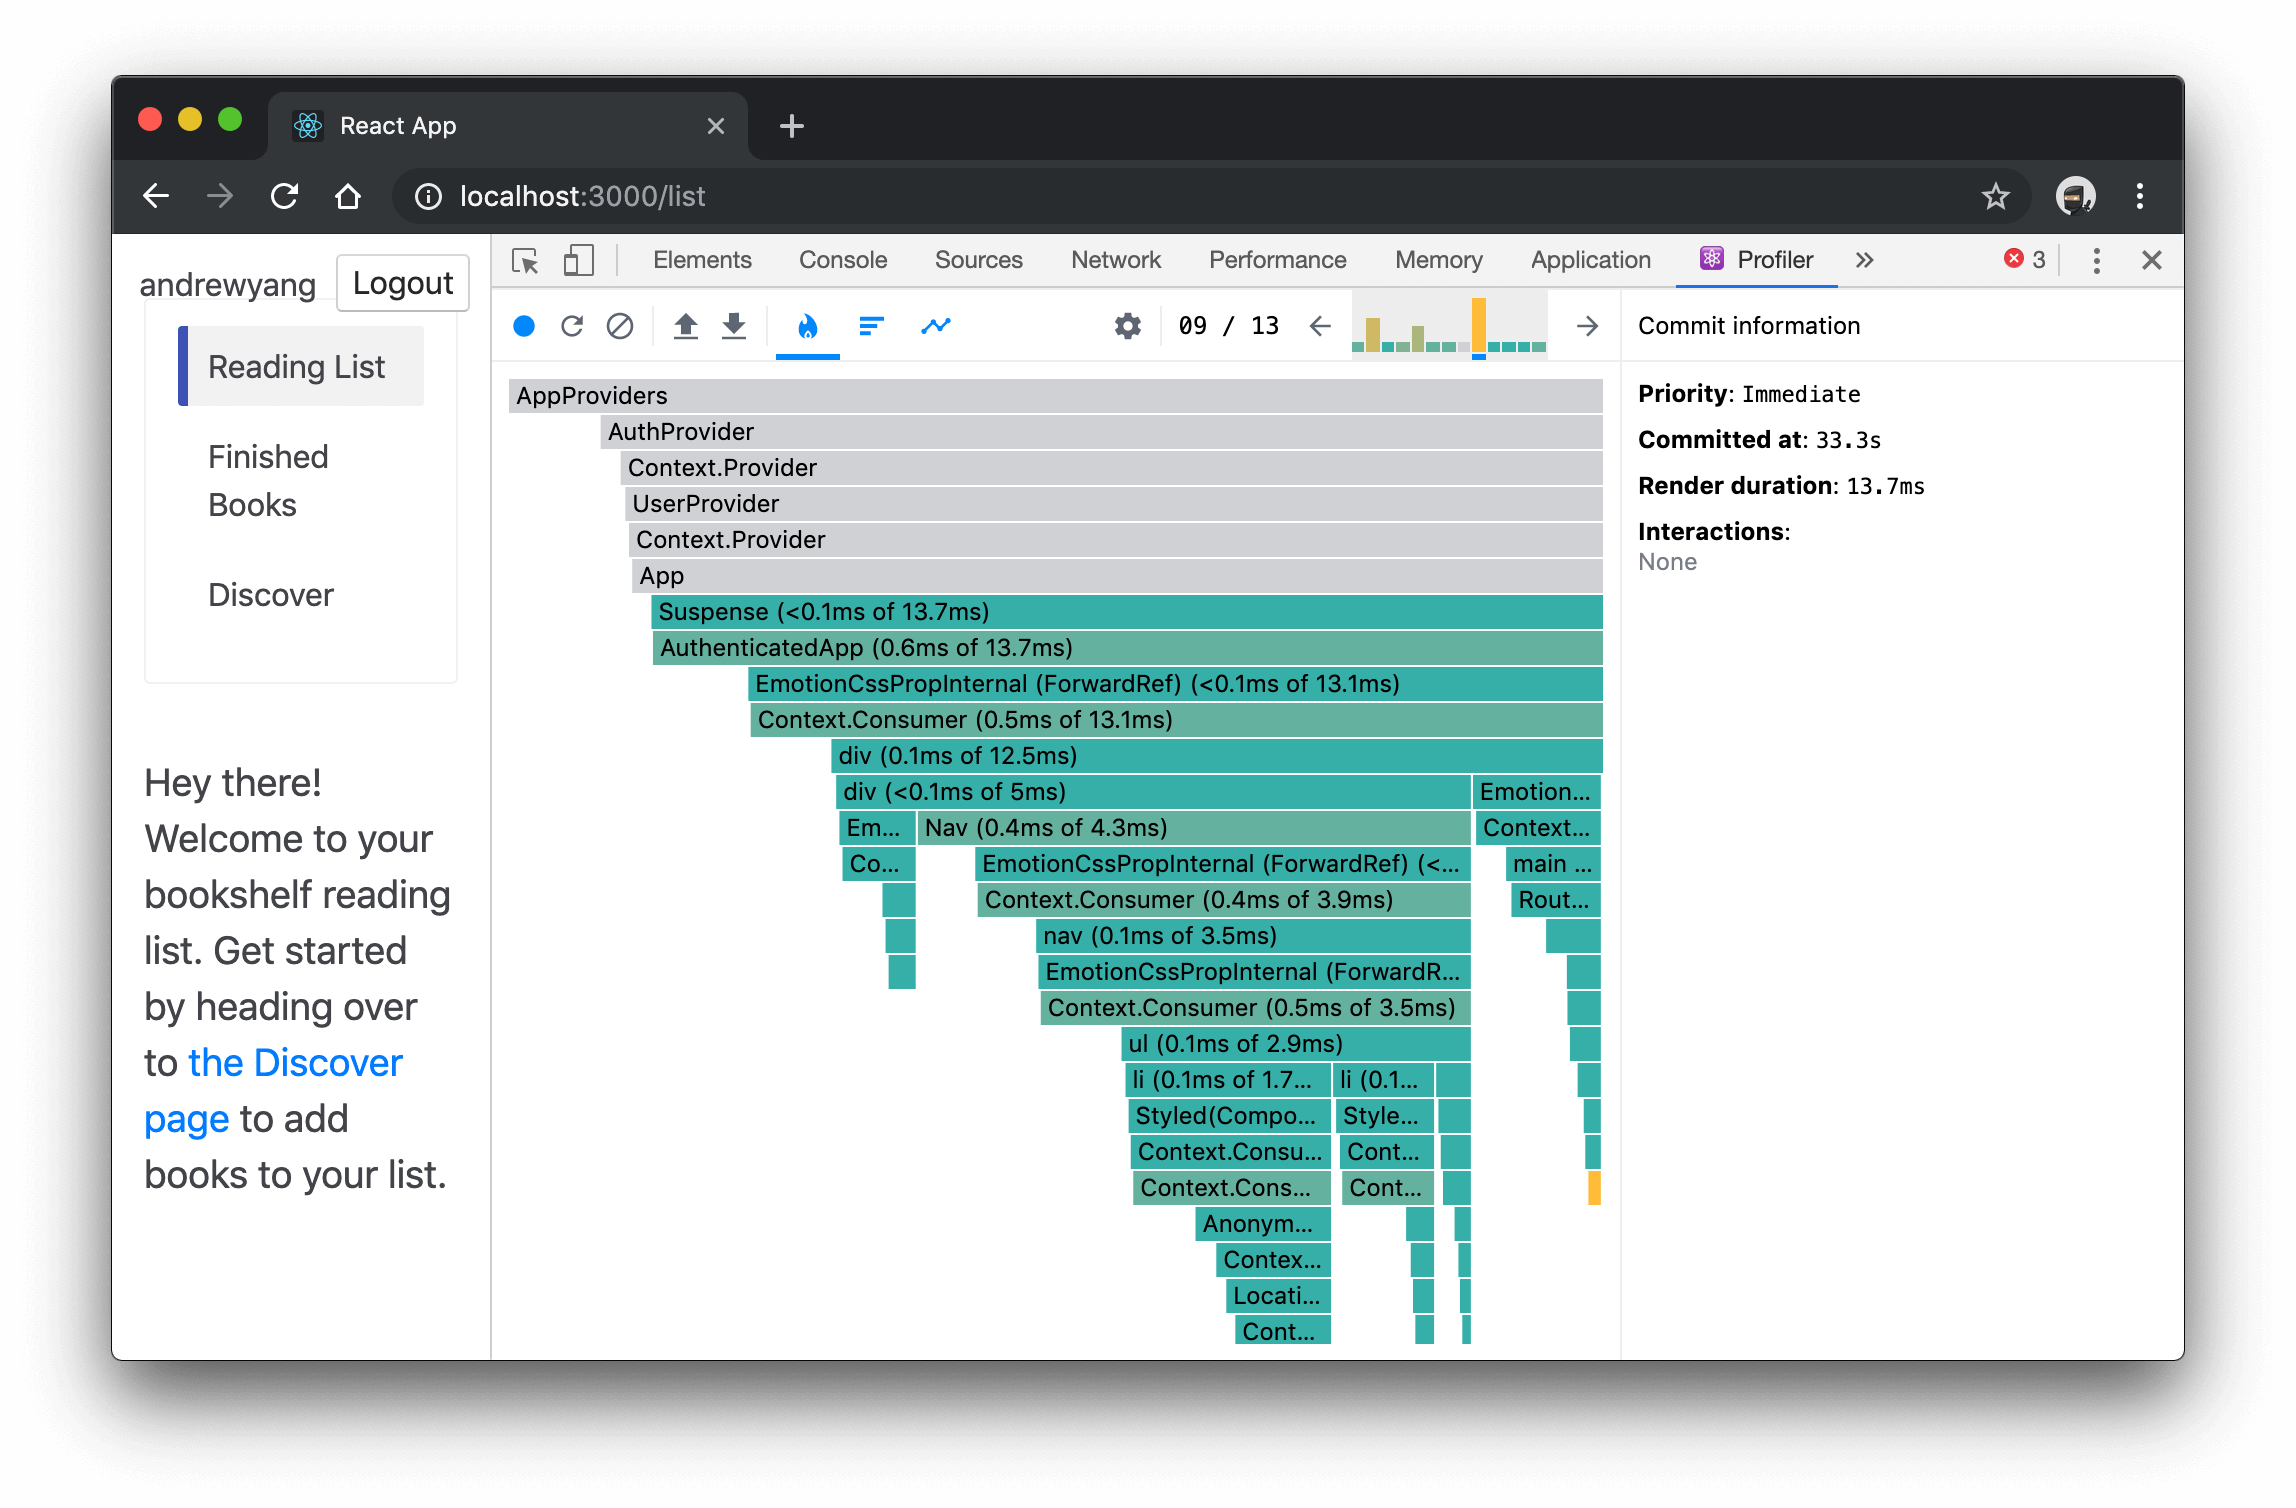 React App
localhost:3000/list
andrewyang
Logout
Reading List
Finished
Books
Discover
Hey there!
Welcome to your
bookshelf reading
list. Get started
by heading over
to the Discover
page to add
books to your list.
Elements Console Sources Network Performance Memory Application Profiler 3
09 / 13
AppProviders
AuthProvider
Context.Provider
UserProvider
Context.Provider
App
Suspense (<0.1ms of 13.7ms)
AuthenticatedApp (0.6ms of 13.7ms)
EmotionCssPropInternal (ForwardRef) (<0.1ms of 13.1ms)
Context.Consumer (0.5ms of 13.1ms)
div (0.1ms of 12.5ms)
div (<0.1ms of 5ms) Emotion...
Em... Nav (0.4ms of 4.3ms) Context...
Co... EmotionCssPropInternal (ForwardRef) (<... main ...
Context.Consumer (0.4ms of 3.9ms) Rout...
nav (0.1ms of 3.5ms)
EmotionCssPropInternal (ForwardR...
Context.Consumer (0.5ms of 3.5ms)
ul (0.1ms of 2.9ms)
li (0.1ms of 1.7... li (0.1...
Styled(Compo... Style...
Context.Consu... Cont...
Context.Cons... Cont...
Anonym...
Contex...
Locati...
Cont...
Commit information
Priority: Immediate
Committed at: 33.3s
Render duration: 13.7ms
Interactions:
None